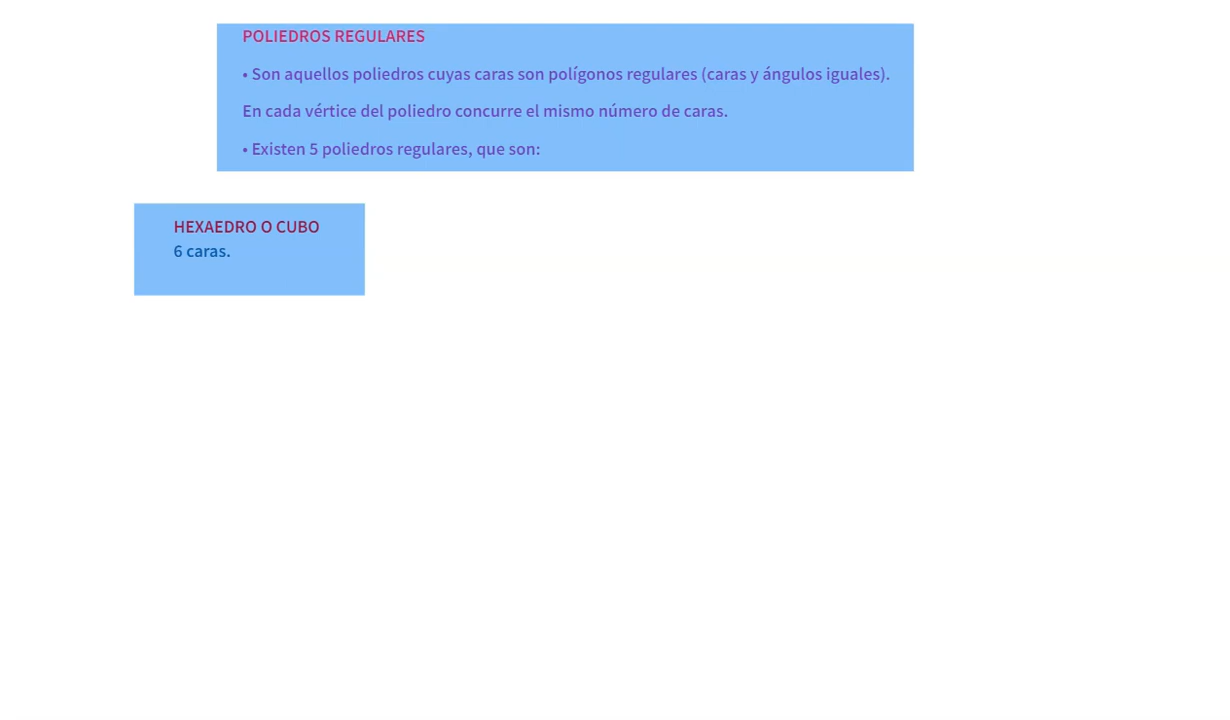 POLIEDROS REGULARES
• Son aquellos poliedros cuyas caras son polígonos regulares (caras y ángulos iguales).
En cada vértice del poliedro concurre el mismo número de caras.
• Existen 5 poliedros regulares, que son:
HEXAEDRO O CUBO
6 caras.